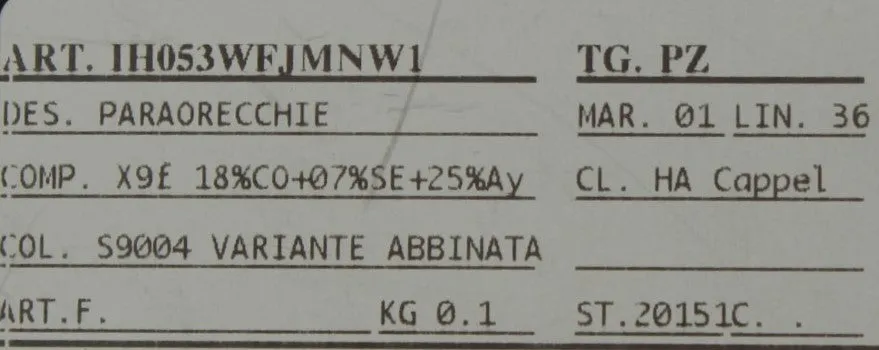 ART. IH053WFJMNW1 TG. PZ
DES. PARAORECCHIE MAR. 01 LIN. 36
COMP. X9£ 18%CO+07%SE+25%Ay CL. HA Cappel
COL. S9004 VARIANTE ABBINATA
ART.F. KG 0.1 ST.20151C. .